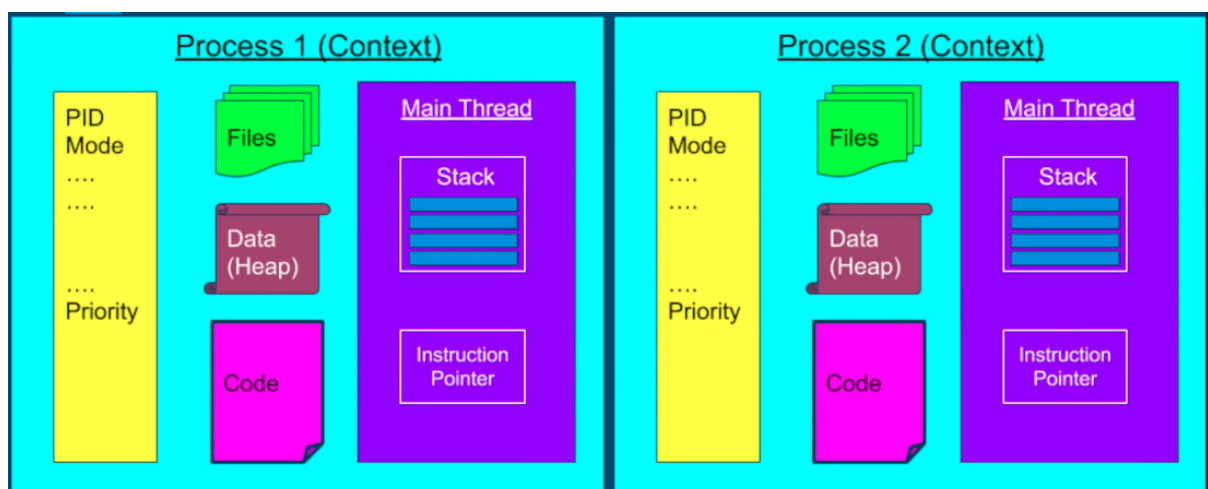 Process 1 (Context)
PID
Mode
....
....
....
Priority
Files
Data
(Heap)
Code
Main Thread
Stack
Instruction
Pointer
Process 2 (Context)
PID
Mode
....
....
....
Priority
Files
Data
(Heap)
Code
Main Thread
Stack
Instruction
Pointer